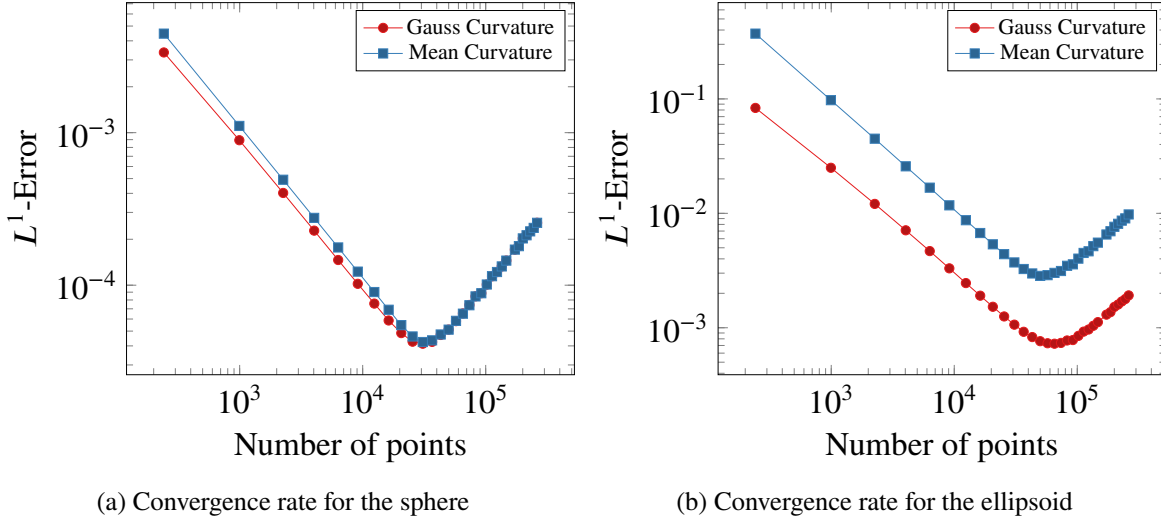 Gauss Curvature
Mean Curvature
10^{-3}
10^{-4}
L^1-Error
10^3
10^4
10^5
Number of points
(a) Convergence rate for the sphere
Gauss Curvature
Mean Curvature
10^{-1}
10^{-2}
10^{-3}
L^1-Error
10^3
10^4
10^5
Number of points
(b) Convergence rate for the ellipsoid